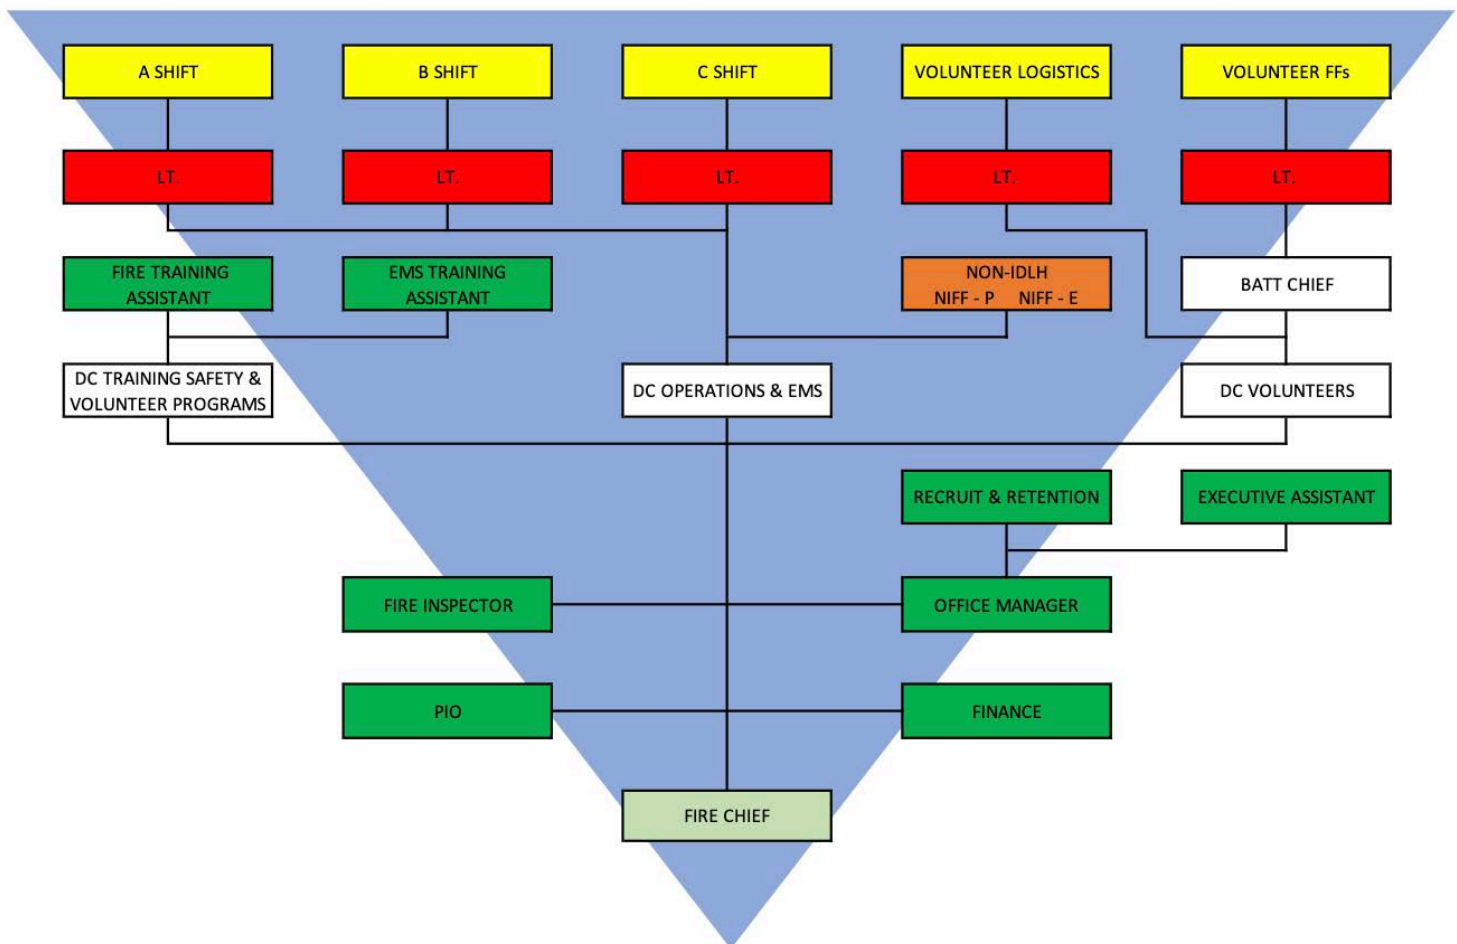 A SHIFT
B SHIFT
C SHIFT
VOLUNTEER LOGISTICS
VOLUNTEER FFs
LT.
LT.
LT.
LT.
LT.
FIRE TRAINING
ASSISTANT
EMS TRAINING
ASSISTANT
NON-IDLH
NIFF - P NIFF - E
BATT CHIEF
DC TRAINING SAFETY &
VOLUNTEER PROGRAMS
DC OPERATIONS & EMS
DC VOLUNTEERS
RECRUIT & RETENTION
EXECUTIVE ASSISTANT
FIRE INSPECTOR
OFFICE MANAGER
PIO
FINANCE
FIRE CHIEF